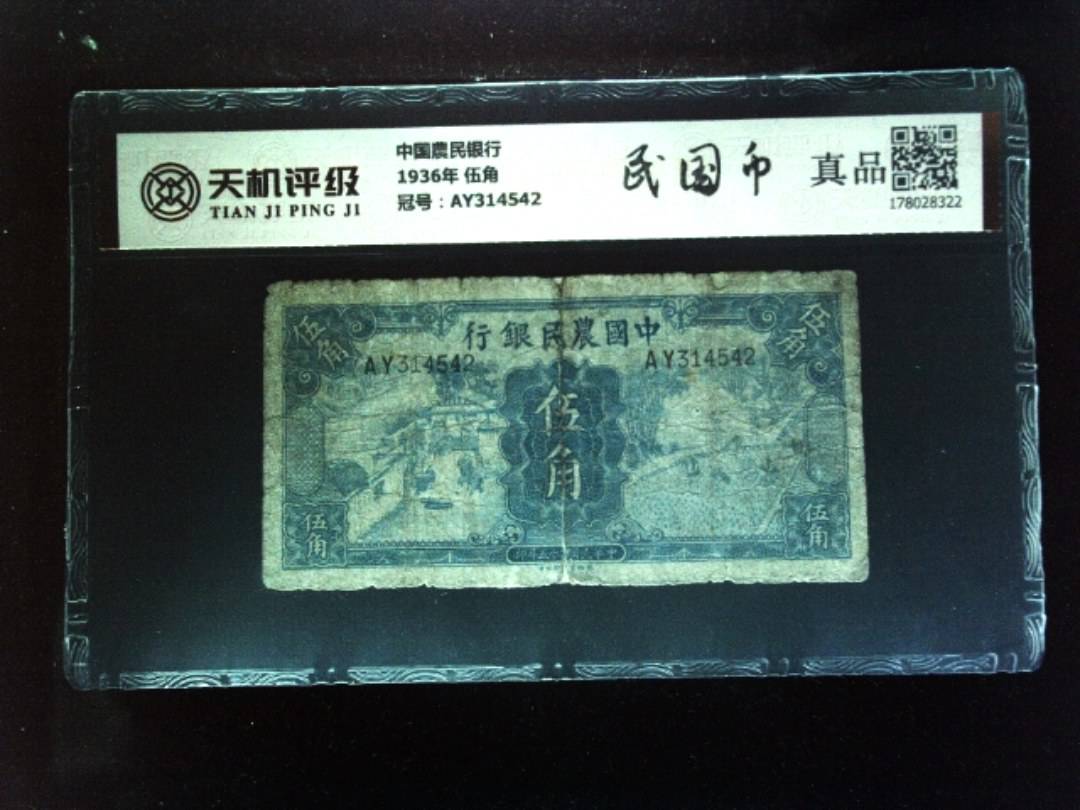 天机评级
TIAN JI PING JI
中国農民银行
1936年 伍角
冠号：AY314542
民国币
真品
178028322
伍角
行銀民農國中
伍角
AY314542
AY314542
伍角
伍角
伍角